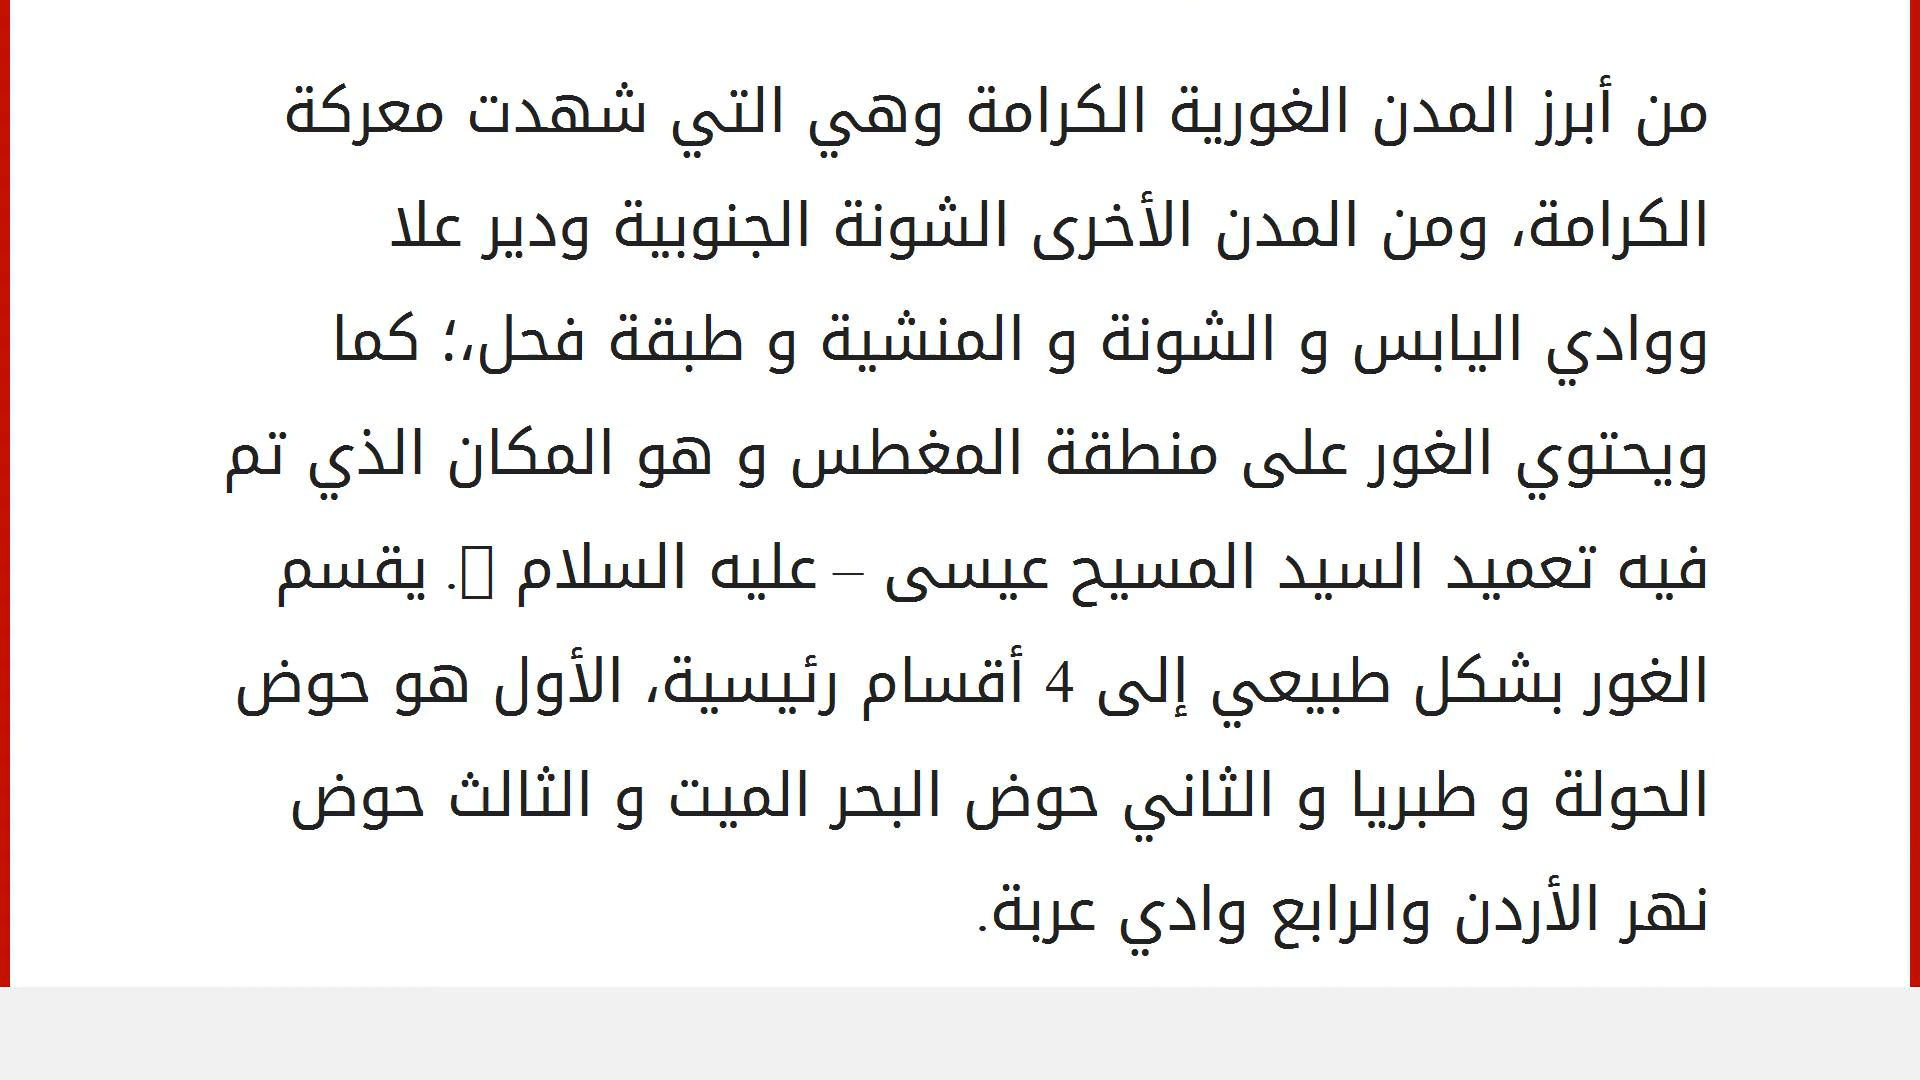 من أبرز المدن الغورية الكرامة وهي التي شهدت معركة
الكرامة، ومن المدن الأخرى الشونة الجنوبية ودير علا
ووادي اليابس و الشونة و المنشية و طبقة فحل،؛ كما
ويحتوي الغور على منطقة المغطس و هو المكان الذي تم
فيه تعميد السيد المسيح عيسى – عليه السلام . يقسم
الغور بشكل طبيعي إلى 4 أقسام رئيسية، الأول هو حوض
الحولة و طبريا و الثاني حوض البحر الميت و الثالث حوض
نهر الأردن والرابع وادي عربة.